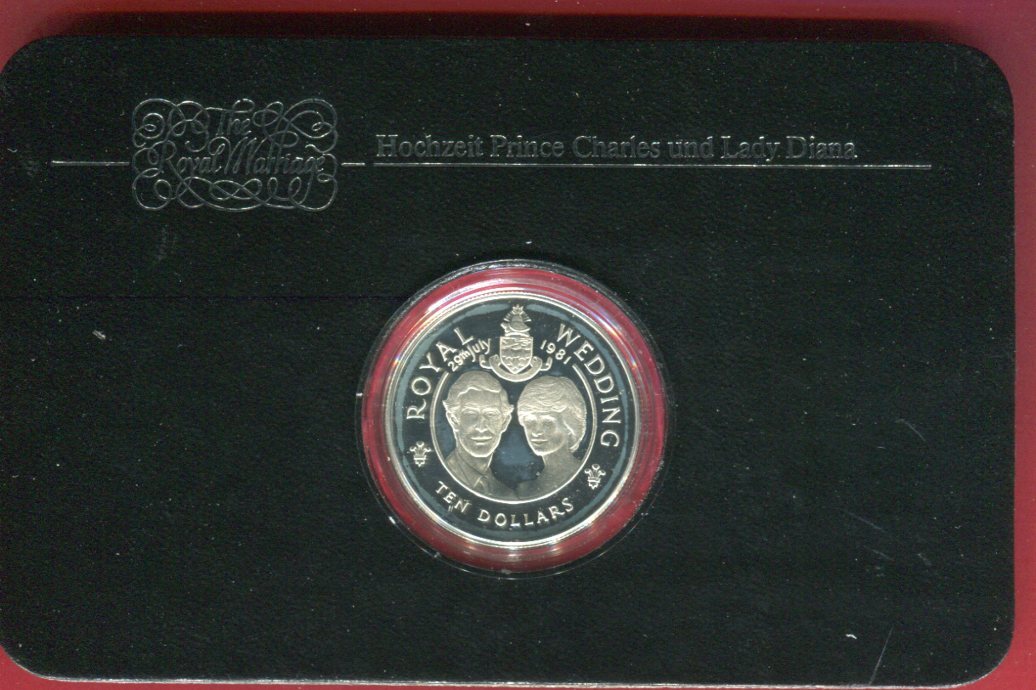 The
Royal Marriage
Hochzeit Prince Charles und Lady Diana
ROYAL WEDDING
29th July 1981
TEN DOLLARS